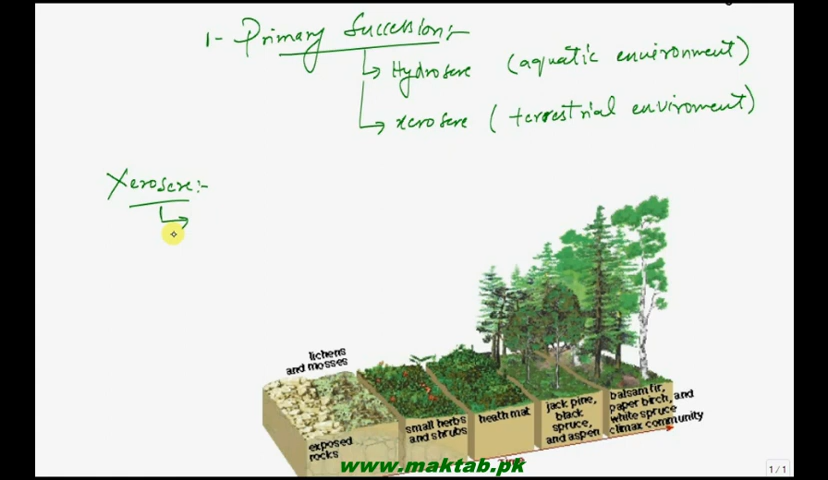 1- Primary Succession:-
Hydrosere (aquatic environment)
xerosere (terrestrial enviroment)
Xerosere:-
lichens
and mosses
exposed
rocks
small herbs
and shrubs
heath mat
jack pine,
black
spruce,
and aspen
balsam fir,
paper birch, and
white spruce
climax community
www.maktab.pk
1/1